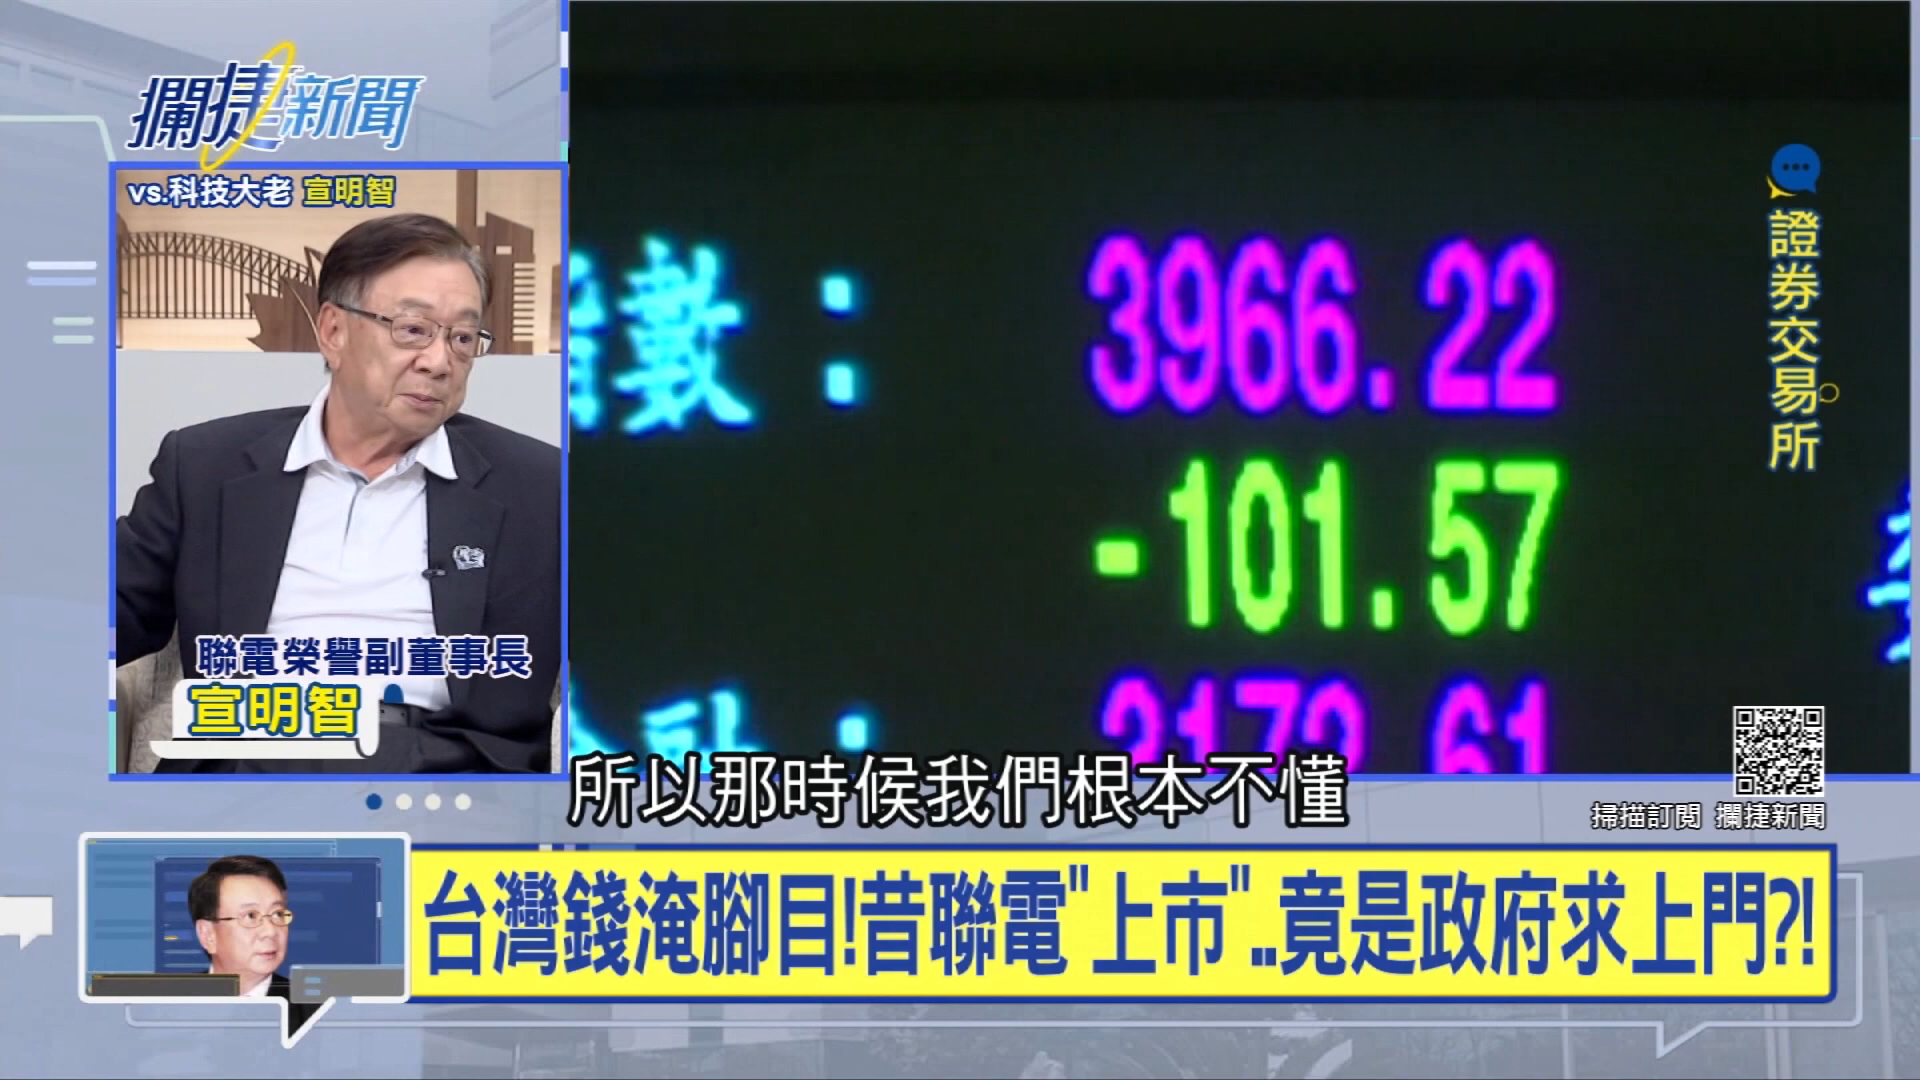 攔捷新聞
vs.科技大老 宣明智
聯電榮譽副董事長
宣明智
指數：
3966.22
-101.57
證券交易所
所以那時候我們根本不懂
掃描訂閱 攔捷新聞
台灣錢淹腳目!昔聯電"上市"..竟是政府求上門?!